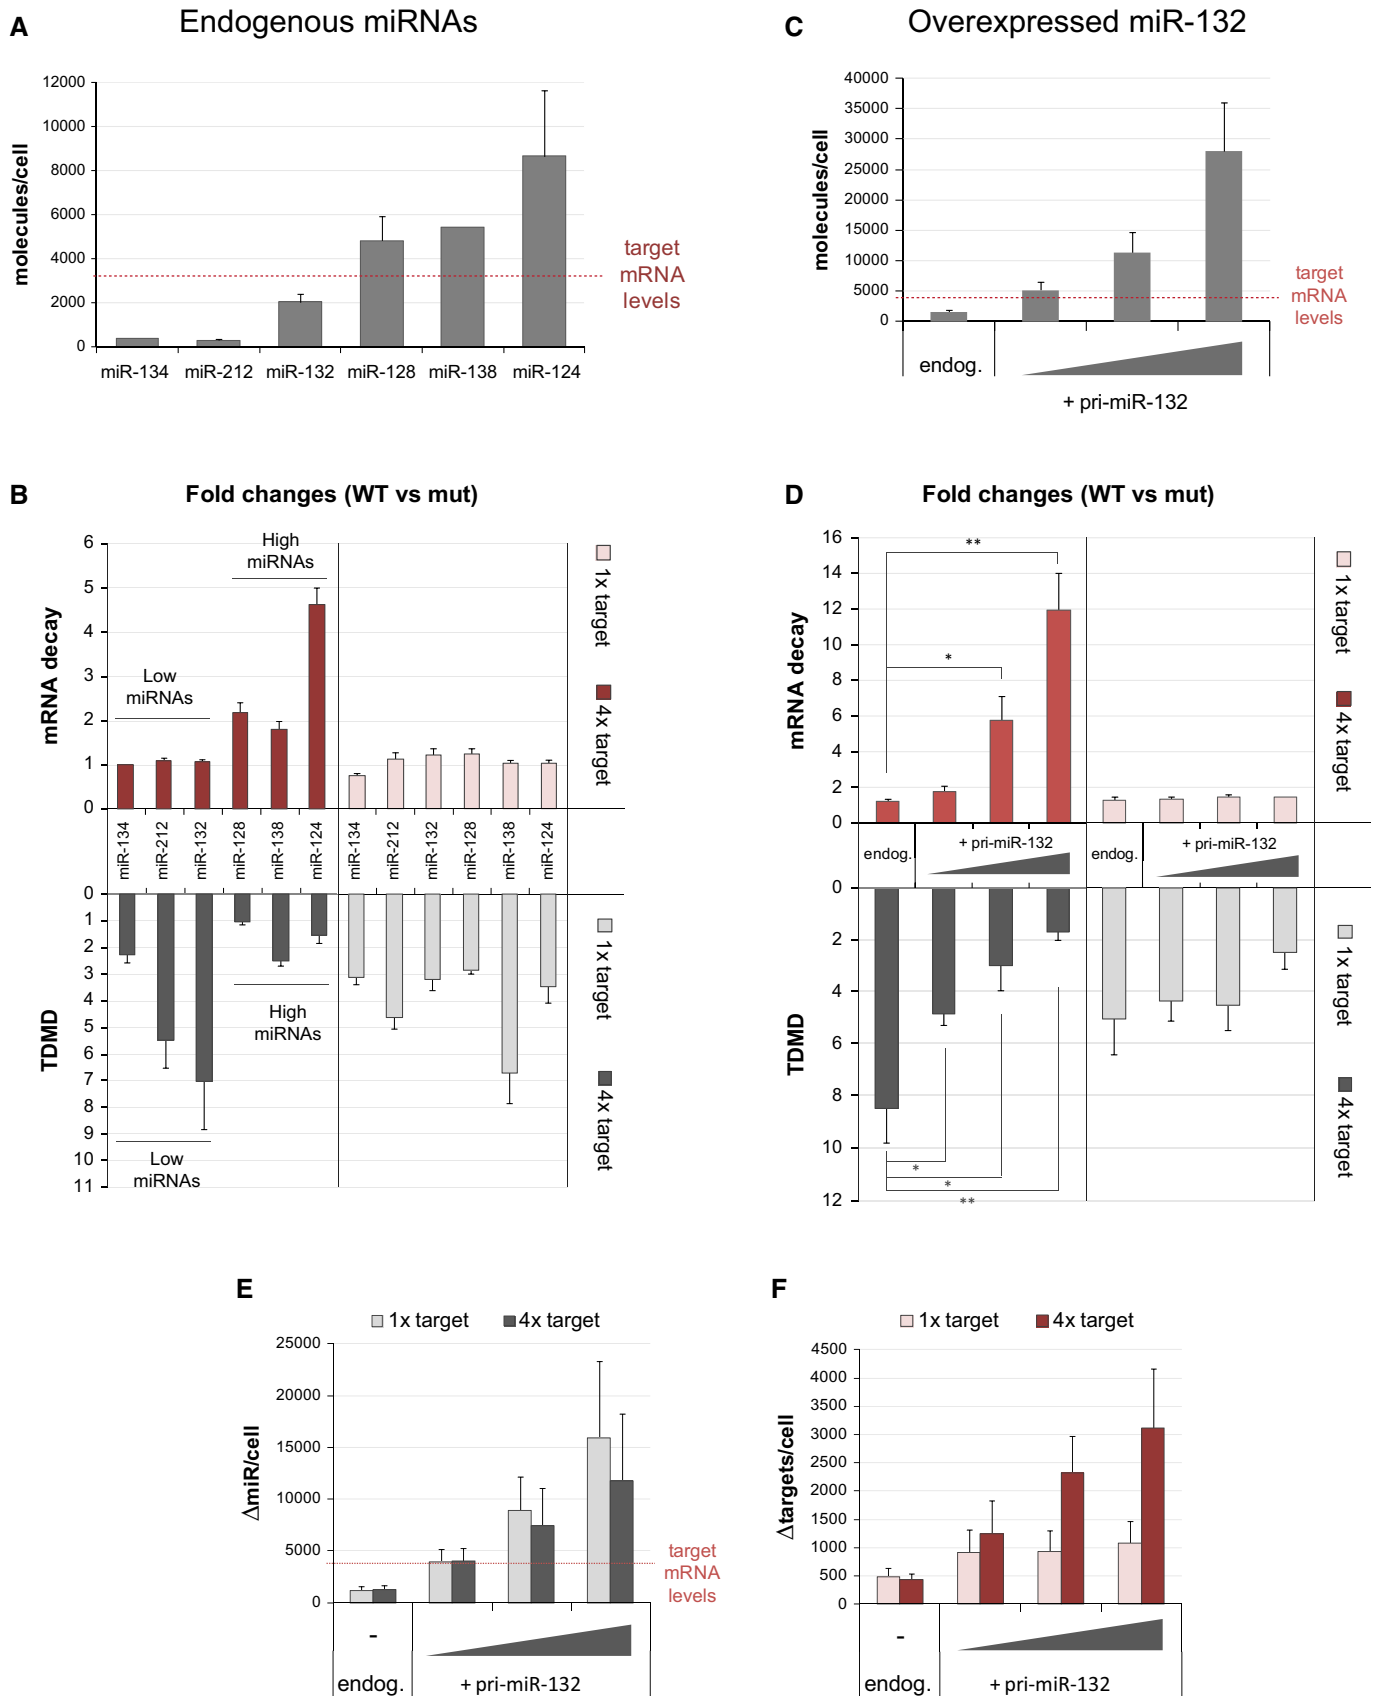 A
Endogenous miRNAs
molecules/cell
12000
10000
8000
6000
4000
2000
0
target
mRNA
levels
miR-134 miR-212 miR-132 miR-128 miR-138 miR-124
C
Overexpressed miR-132
molecules/cell
40000
35000
30000
25000
20000
15000
10000
5000
0
target
mRNA
levels
endog.
+ pri-miR-132
B
Fold changes (WT vs mut)
mRNA decay
6
5
4
3
2
1
0
High
miRNAs
Low
miRNAs
1x target
4x target
miR-134 miR-212 miR-132 miR-128 miR-138 miR-124 miR-134 miR-212 miR-132 miR-128 miR-138 miR-124
TDMD
0
1
2
3
4
5
6
7
8
9
10
11
High
miRNAs
Low
miRNAs
1x target
4x target
D
Fold changes (WT vs mut)
mRNA decay
16
14
12
10
8
6
4
2
0
**
*
1x target
4x target
endog. + pri-miR-132 endog. + pri-miR-132
TDMD
0
2
4
6
8
10
12
*
*
**
1x target
4x target
E
1x target 4x target
ΔmiR/cell
25000
20000
15000
10000
5000
0
target
mRNA
levels
-
endog. + pri-miR-132
F
1x target 4x target
Δtargets/cell
4500
4000
3500
3000
2500
2000
1500
1000
500
0
-
endog. + pri-miR-132